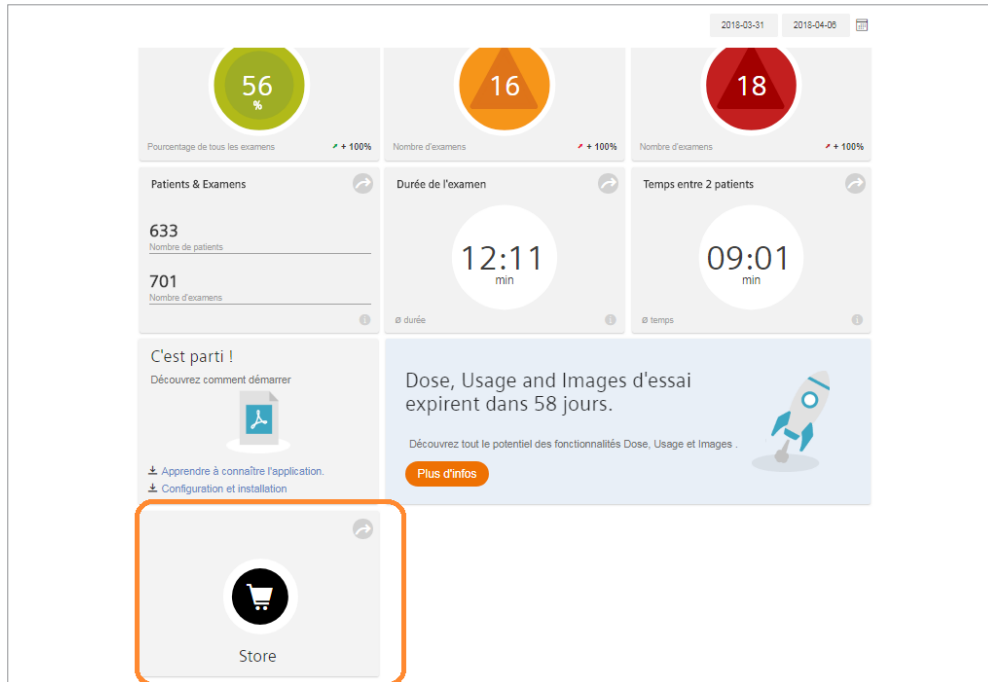 2018-03-31 2018-04-06
56
%
16
18
Pourcentage de tous les examens + 100%
Nombre d'examens + 100%
Nombre d'examens + 100%
Patients & Examens
Durée de l'examen
Temps entre 2 patients
633
Nombre de patients
701
Nombre d'examens
12:11
min
09:01
min
ø durée
ø temps
C'est parti !
Découvrez comment démarrer
Apprendre à connaître l'application.
Configuration et installation
Dose, Usage and Images d'essai
expirent dans 58 jours.
Découvrez tout le potentiel des fonctionnalités Dose, Usage et Images .
Plus d'infos
Store